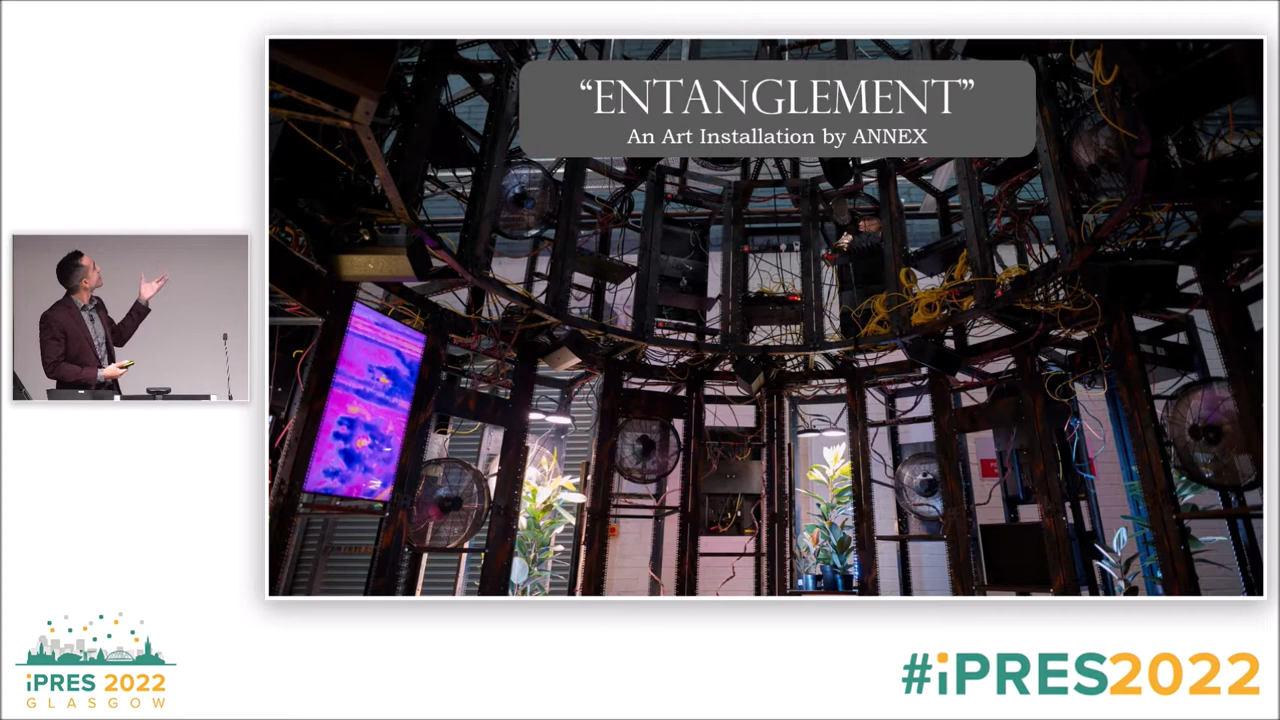 “ENTANGLEMENT”
An Art Installation by ANNEX
iPRES 2022
GLASGOW
#iPRES2022